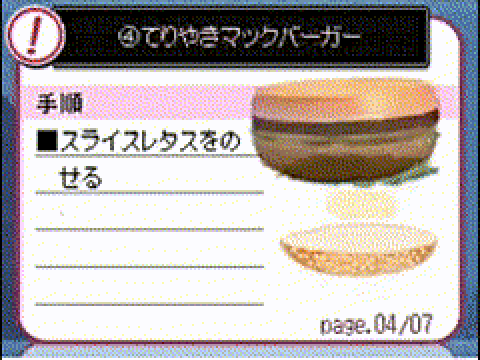 !
④てりやきマックバーガー
手順
■スライスレタスをの
せる
page.04/07